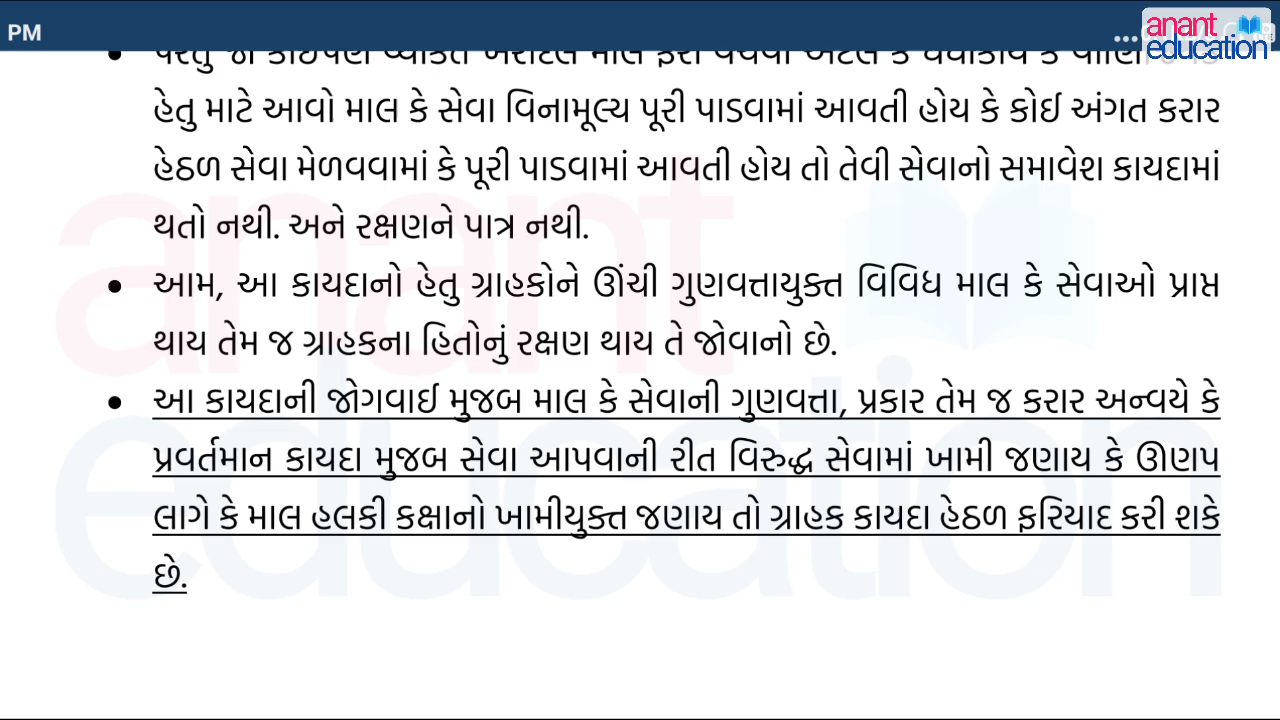 PM
anant
education
હેતુ માટે આવો માલ કે સેવા વિનામૂલ્ય પૂરી પાડવામાં આવતી હોય કે કોઈ અંગત કરાર
હેઠળ સેવા મેળવવામાં કે પૂરી પાડવામાં આવતી હોય તો તેવી સેવાનો સમાવેશ કાયદામાં
થતો નથી. અને રક્ષણને પાત્ર નથી.
• આમ, આ કાયદાનો હેતુ ગ્રાહકોને ઊંચી ગુણવત્તાયુક્ત વિવિધ માલ કે સેવાઓ પ્રાપ્ત
થાય તેમ જ ગ્રાહકના હિતોનું રક્ષણ થાય તે જોવાનો છે.
• આ કાયદાની જોગવાઈ મુજબ માલ કે સેવાની ગુણવત્તા, પ્રકાર તેમ જ કરાર અન્વયે કે
પ્રવર્તમાન કાયદા મુજબ સેવા આપવાની રીત વિરુદ્ધ સેવામાં ખામી જણાય કે ઊણપ
લાગે કે માલ હલકી કક્ષાનો ખામીયુક્ત જણાય તો ગ્રાહક કાયદા હેઠળ ફરિયાદ કરી શકે
છે.
anant
education